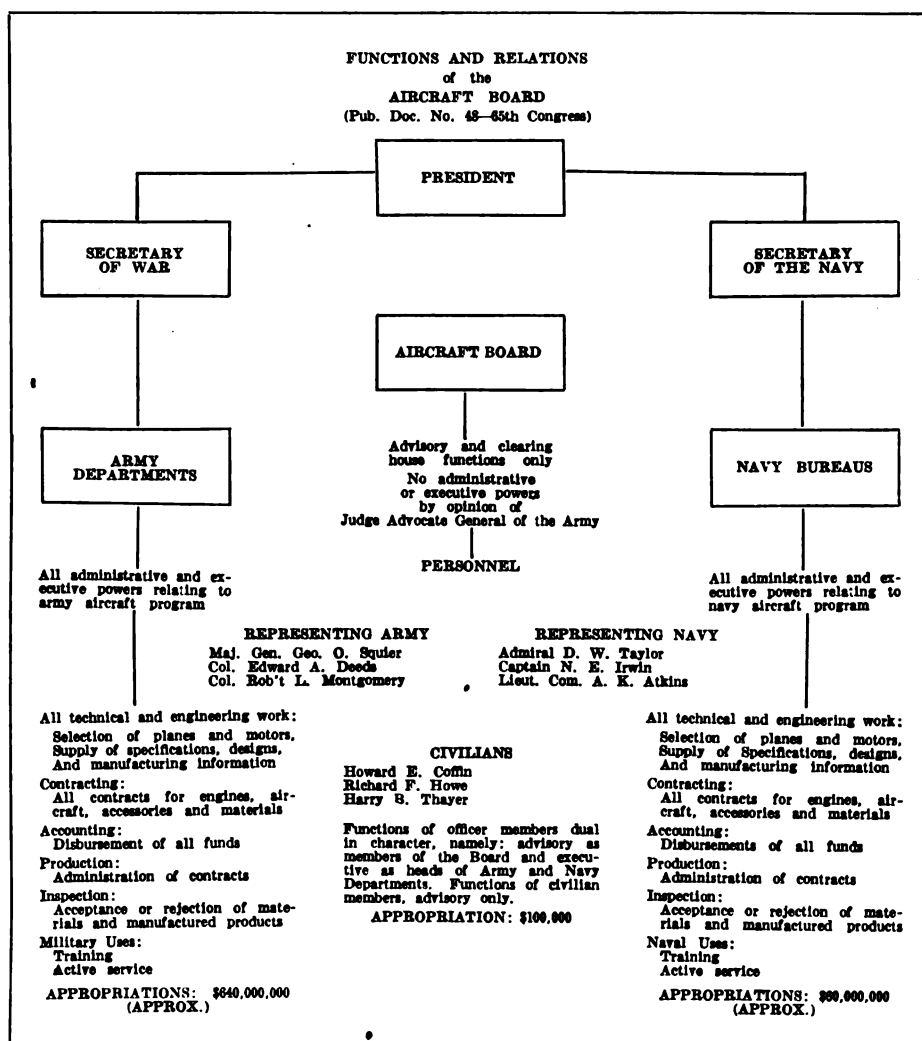 FUNCTIONS AND RELATIONS
of the
AIRCRAFT BOARD
(Pub. Doc. No. 48—65th Congress)
PRESIDENT
SECRETARY
OF WAR
SECRETARY
OF THE NAVY
AIRCRAFT BOARD
ARMY
DEPARTMENTS
Advisory and clearing
house functions only
No administrative
or executive powers
by opinion of
Judge Advocate General of the Army
NAVY BUREAUS
PERSONNEL
All administrative and ex-
ecutive powers relating to
army aircraft program
All administrative and ex-
ecutive powers relating to
navy aircraft program
REPRESENTING ARMY
Maj. Gen. Geo. O. Squier
Col. Edward A. Deeds
Col. Rob't L. Montgomery
REPRESENTING NAVY
Admiral D. W. Taylor
Captain N. E. Irwin
Lieut. Com. A. K. Atkins
All technical and engineering work:
Selection of planes and motors,
Supply of specifications, designs,
And manufacturing information
Contracting:
All contracts for engines, air-
craft, accessories and materials
Accounting:
Disbursement of all funds
Production:
Administration of contracts
Inspection:
Acceptance or rejection of mate-
rials and manufactured products
Military Uses:
Training
Active service
APPROPRIATIONS: $640,000,000
(APPROX.)
CIVILIANS
Howard E. Coffin
Richard F. Howe
Harry B. Thayer
Functions of officer members dual
in character, namely: advisory as
members of the Board and execu-
tive as heads of Army and Navy
Departments. Functions of civilian
members, advisory only.
APPROPRIATION: $100,000
All technical and engineering work:
Selection of planes and motors,
Supply of Specifications, designs,
And manufacturing information
Contracting:
All contracts for engines, air-
craft, accessories and materials
Accounting:
Disbursements of all funds
Production:
Administration of contracts
Inspection:
Acceptance or rejection of mate-
rials and manufactured products
Naval Uses:
Training
Active service
APPROPRIATIONS:
(APPROX.)